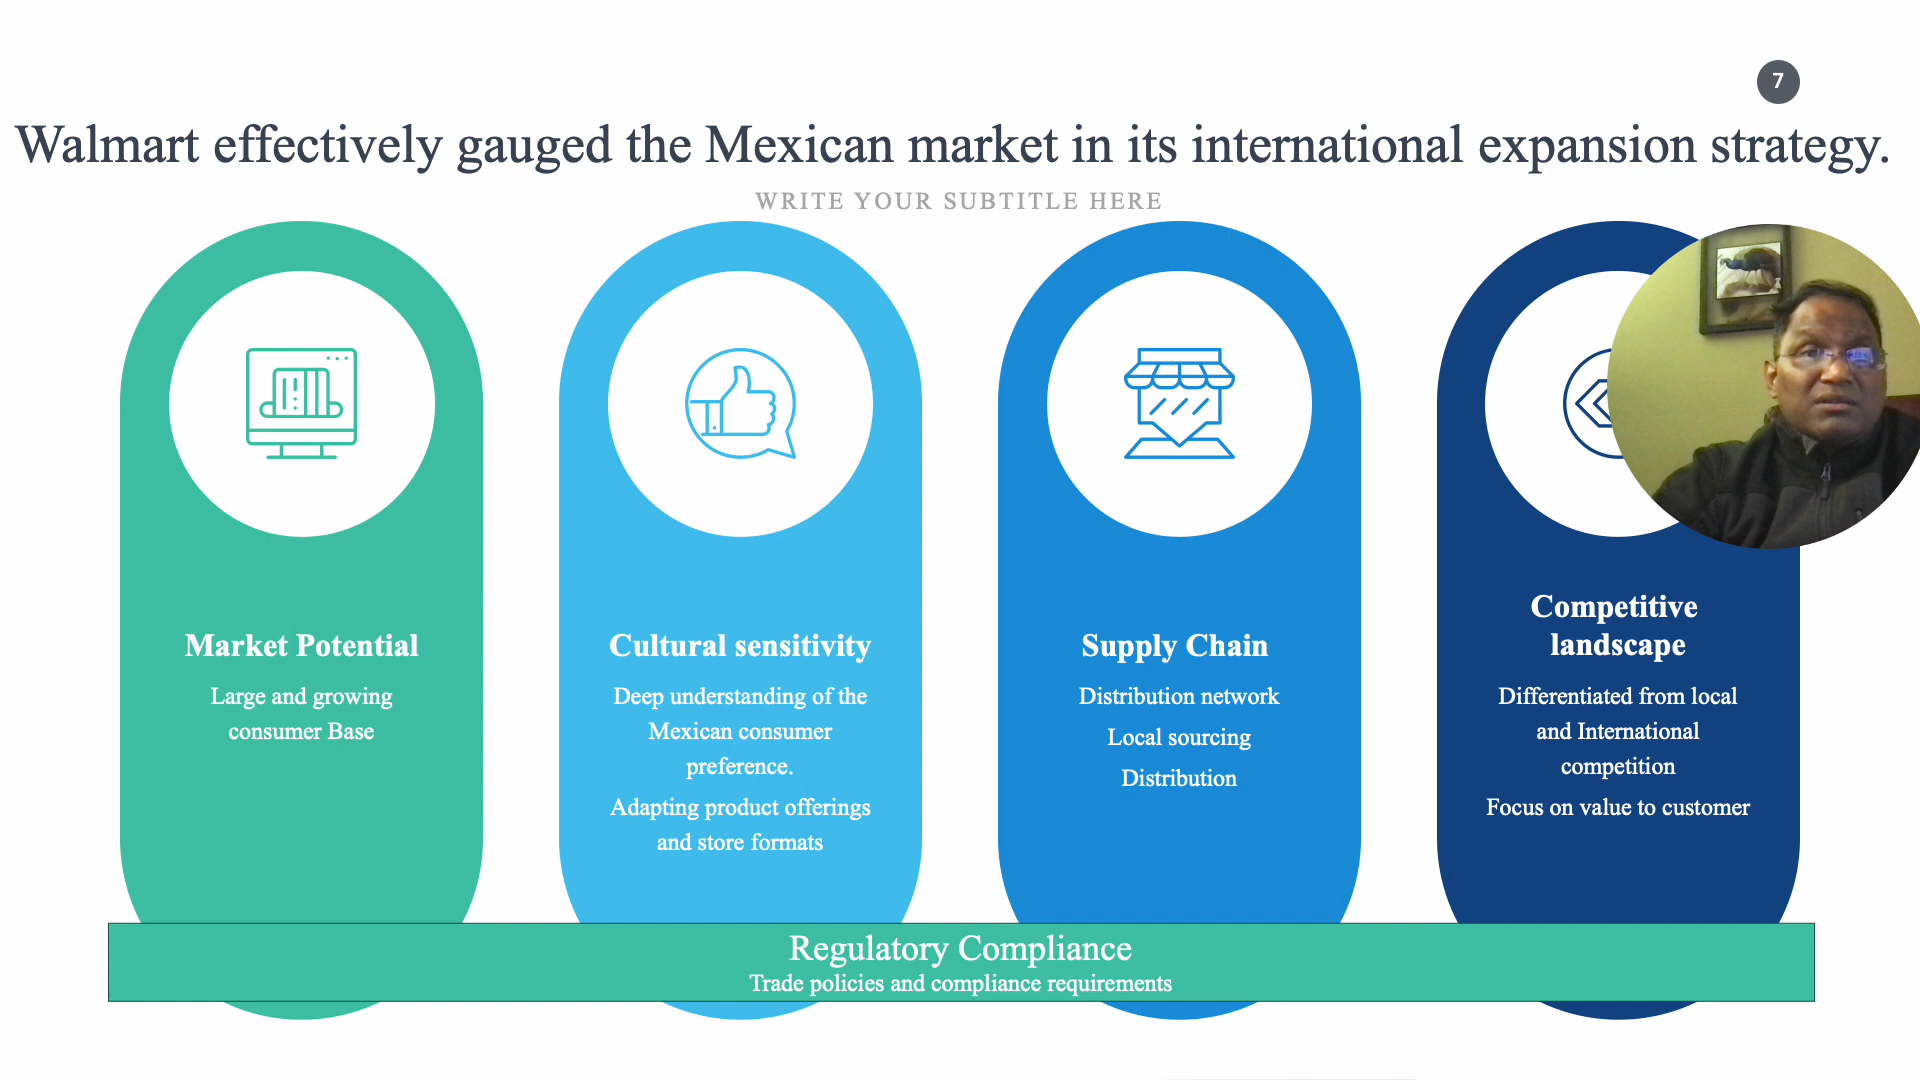 7
Walmart effectively gauged the Mexican market in its international expansion strategy.
WRITE YOUR SUBTITLE HERE
Market Potential
Large and growing
consumer Base
Cultural sensitivity
Deep understanding of the
Mexican consumer
preference.
Adapting product offerings
and store formats
Supply Chain
Distribution network
Local sourcing
Distribution
Competitive
landscape
Differentiated from local
and International
competition
Focus on value to customer
Regulatory Compliance
Trade policies and compliance requirements